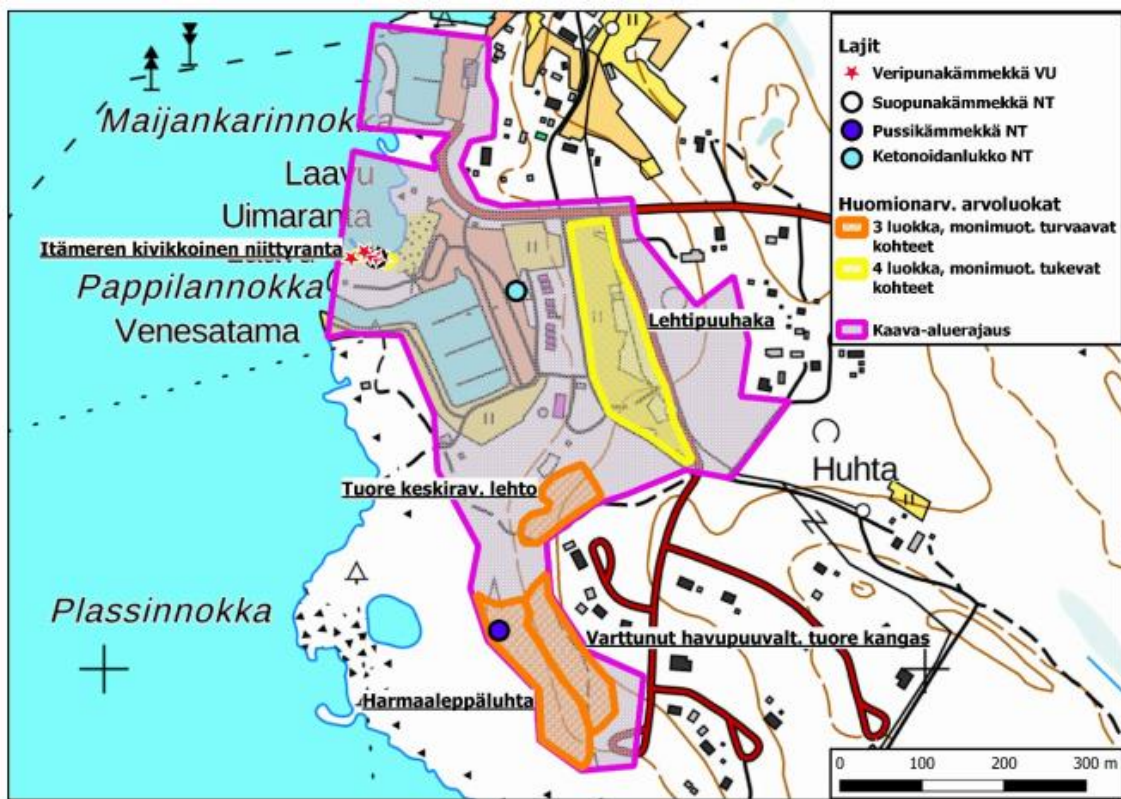 Maijankarinnokka
Laavu
Uimaranta
Itämeren kivikkoinen niittyranta
Pappilannokka
Venesatama
Lehtipuuhaka
Huhta
Tuore keskirav. lehto
Plassinnokka
Varttunut havupuuvalt. tuore kangas
Harmaaleppäluhta
Lajit
Veripunakämmekkä VU
Suopunakämmekkä NT
Pussikämmekkä NT
Ketonoidanlukko NT
Huomionarv. arvoluokat
3 luokka, monimuot. turvaavat
kohteet
4 luokka, monimuot. tukevat
kohteet
Kaava-aluerajaus
0 100 200 300 m